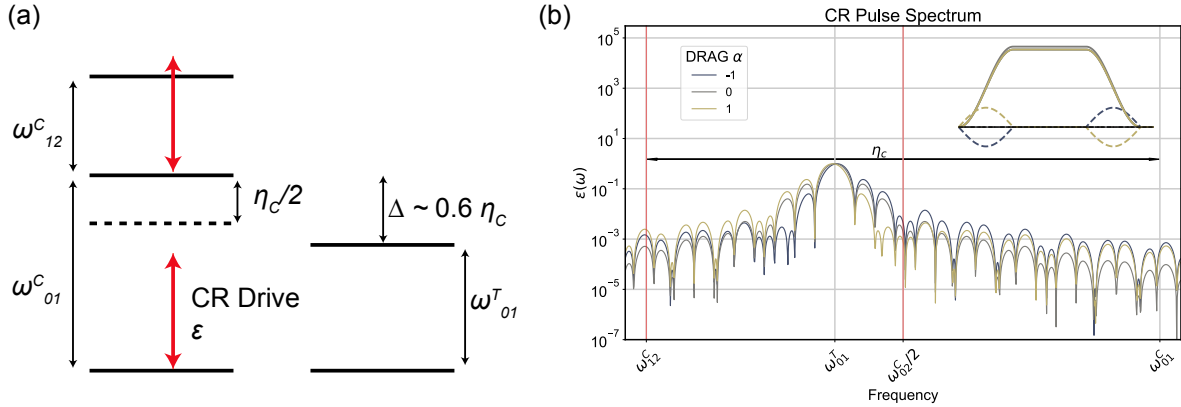 (a)
ω^C_12
η_C/2
Δ ~ 0.6 η_C
ω^C_01
CR Drive
ε
ω^T_01
(b)
CR Pulse Spectrum
DRAG α
-1
0
1
η_c
ε(ω)
10^5
10^3
10^1
10^−1
10^−3
10^−5
10^−7
ω^C_12
ω^T_01
ω^C_02/2
ω^C_01
Frequency